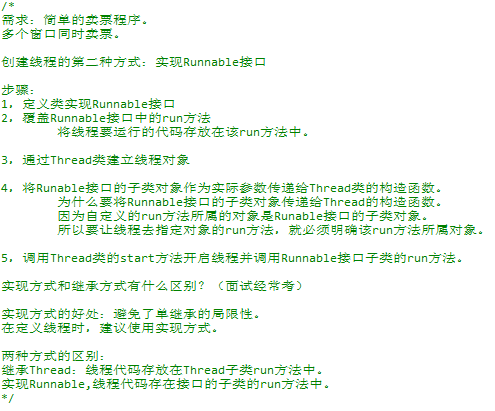 /*
需求：简单的卖票程序。
多个窗口同时卖票。
创建线程的第二种方式：实现Runnable接口
步骤：
1，定义类实现Runnable接口
2，覆盖Runnable接口中的run方法
将线程要运行的代码存放在该run方法中。
3，通过Thread类建立线程对象
4，将Runable接口的子类对象作为实际参数传递给Thread类的构造函数。
为什么要将Runnable接口的子类对象传递给Thread的构造函数。
因为自定义的run方法所属的对象是Runable接口的子类对象。
所以要让线程去指定对象的run方法，就必须明确该run方法所属对象。
5，调用Thread类的start方法开启线程并调用Runnable接口子类的run方法。
实现方式和继承方式有什么区别？（面试经常考）
实现方式的好处：避免了单继承的局限性。
在定义线程时，建议使用实现方式。
两种方式的区别：
继承Thread：线程代码存放在Thread子类run方法中。
实现Runnable,线程代码存在接口的子类的run方法中。
*/